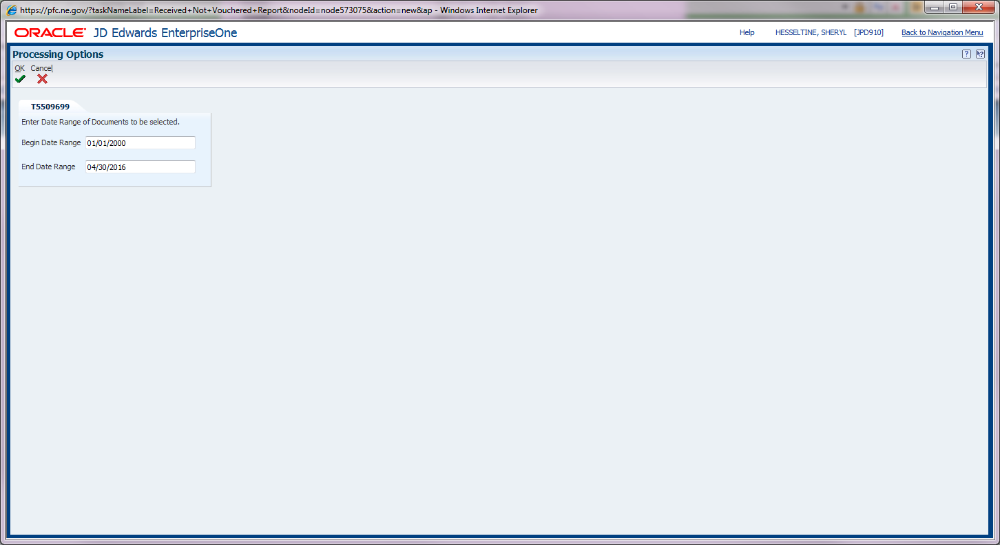 https://pfc.ne.gov/?taskNameLabel=Received+Not+Vouchered+Report&nodeId=node573075&action=new&ap - Windows Internet Explorer
ORACLE JD Edwards EnterpriseOne Help HESSELTINE, SHERYL [JPD910] Back to Navigation Menu
Processing Options
OK Cancel
T5509699
Enter Date Range of Documents to be selected.
Begin Date Range 01/01/2000
End Date Range 04/30/2016